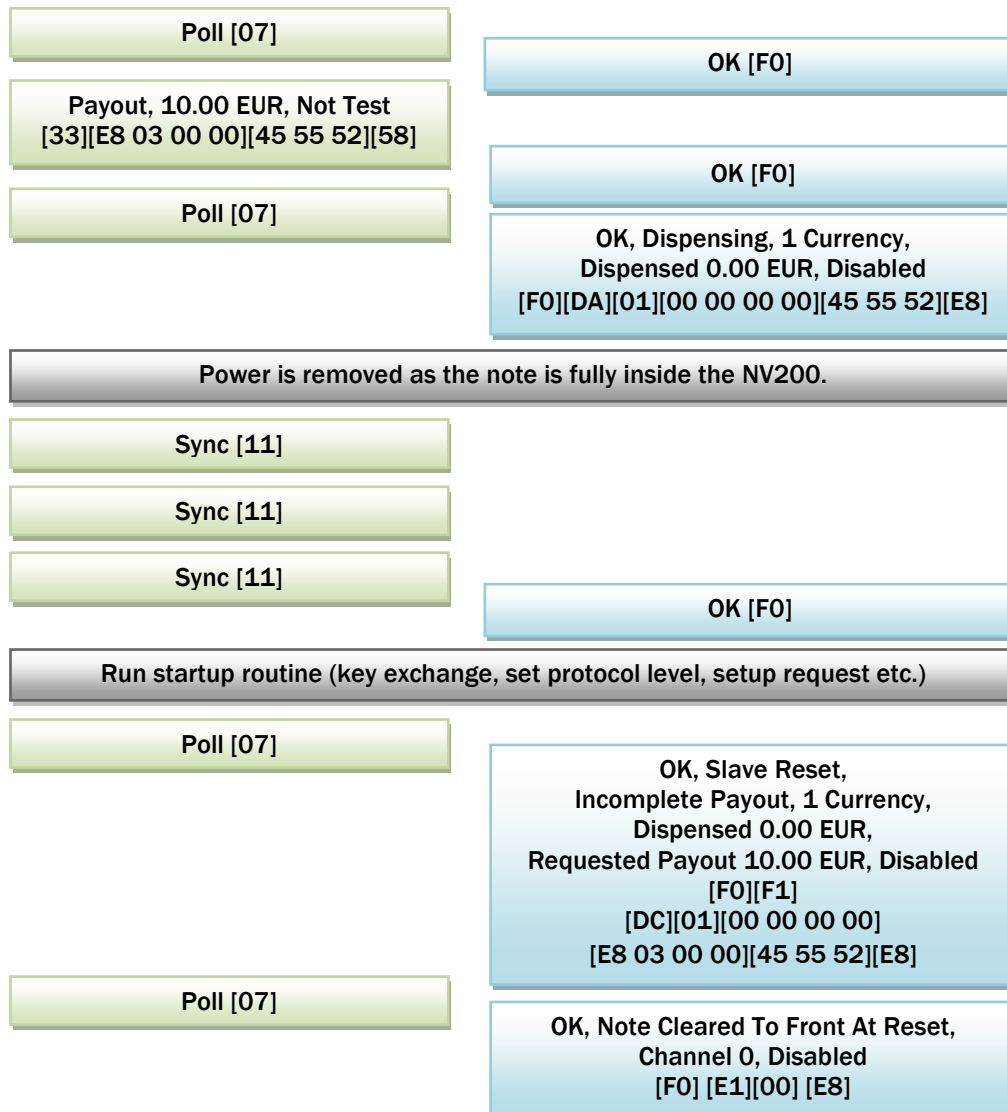 Poll [07]
OK [F0]
Payout, 10.00 EUR, Not Test
[33][E8 03 00 00][45 55 52][58]
OK [F0]
Poll [07]
OK, Dispensing, 1 Currency,
Dispensed 0.00 EUR, Disabled
[F0][DA][01][00 00 00 00][45 55 52][E8]
Power is removed as the note is fully inside the NV200.
Sync [11]
Sync [11]
Sync [11]
OK [F0]
Run startup routine (key exchange, set protocol level, setup request etc.)
Poll [07]
OK, Slave Reset,
Incomplete Payout, 1 Currency,
Dispensed 0.00 EUR,
Requested Payout 10.00 EUR, Disabled
[F0][F1]
[DC][01][00 00 00 00]
[E8 03 00 00][45 55 52][E8]
Poll [07]
OK, Note Cleared To Front At Reset,
Channel 0, Disabled
[F0] [E1][00] [E8]